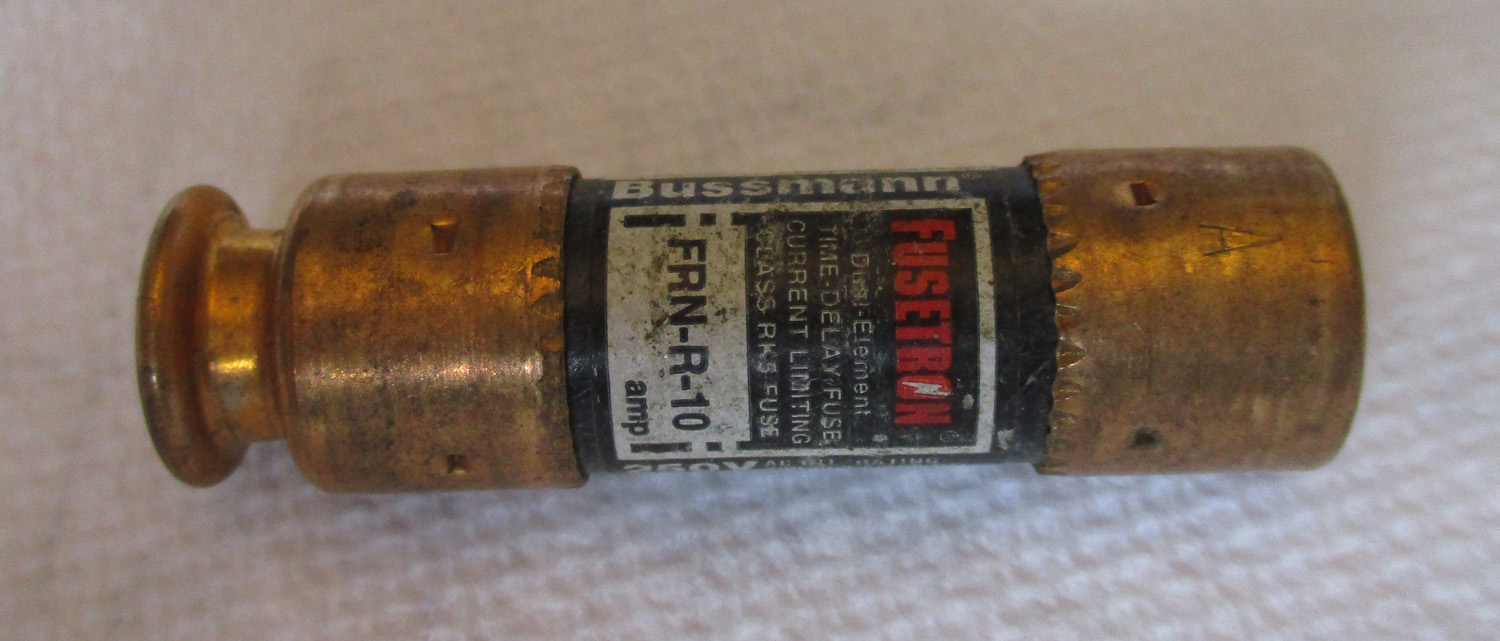 Bussmann
FUSETRON
Dual-Element
TIME-DELAY FUSE
CURRENT LIMITING
CLASS RK5 FUSE
FRN-R-10
amp
250V
A